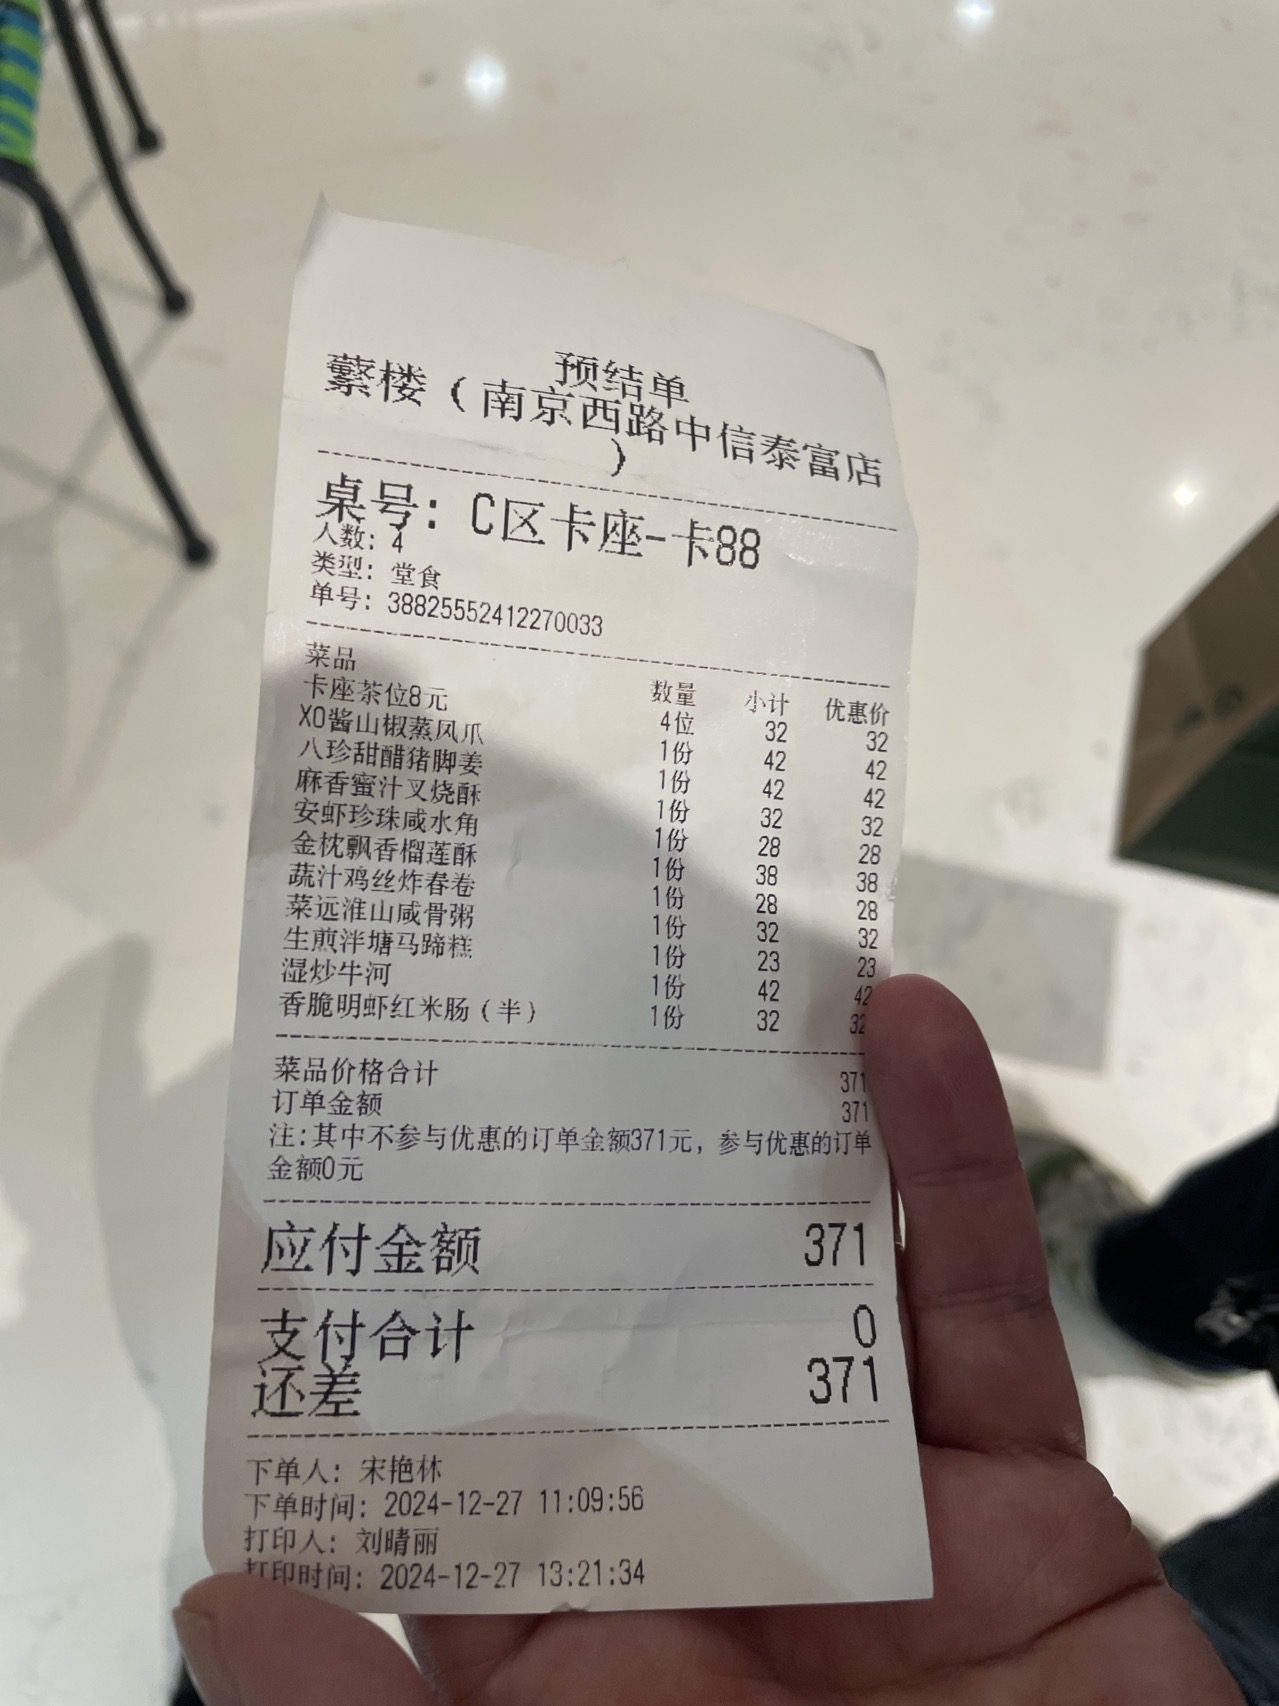 预结单
蘩楼（南京西路中信泰富店
）
桌号：C区卡座-卡88
人数：4
类型：堂食
单号：38825552412270033
菜品 数量 小计 优惠价
卡座茶位8元 4位 32 32
XO酱山椒蒸凤爪 1份 42 42
八珍甜醋猪脚姜 1份 42 42
麻香蜜汁叉烧酥 1份 32 32
安虾珍珠咸水角 1份 28 28
金枕飘香榴莲酥 1份 38 38
蔬汁鸡丝炸春卷 1份 28 28
菜远淮山咸骨粥 1份 32 32
生煎泮塘马蹄糕 1份 23 23
湿炒牛河 1份 42 42
香脆明虾红米肠（半） 1份 32 32
菜品价格合计 371
订单金额 371
注：其中不参与优惠的订单金额371元，参与优惠的订单
金额0元
应付金额 371
支付合计 0
还差 371
下单人：宋艳林
下单时间：2024-12-27 11:09:56
打印人：刘晴丽
打印时间：2024-12-27 13:21:34